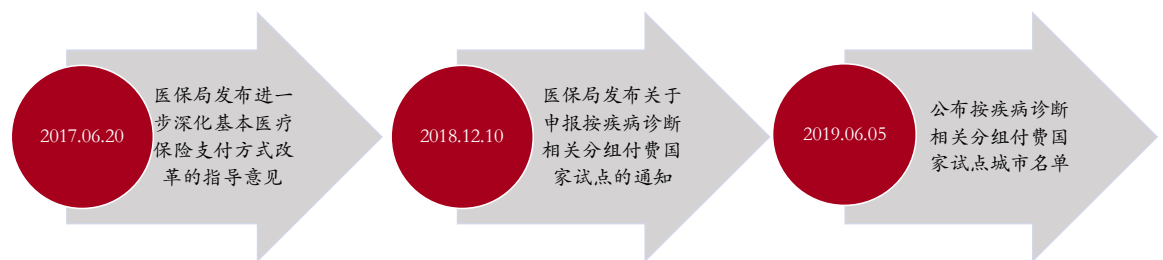 2017.06.20
医保局发布进一
步深化基本医疗
保险支付方式改
革的指导意见
2018.12.10
医保局发布关于
申报按疾病诊断
相关分组付费国
家试点的通知
2019.06.05
公布按疾病诊断
相关分组付费国
家试点城市名单